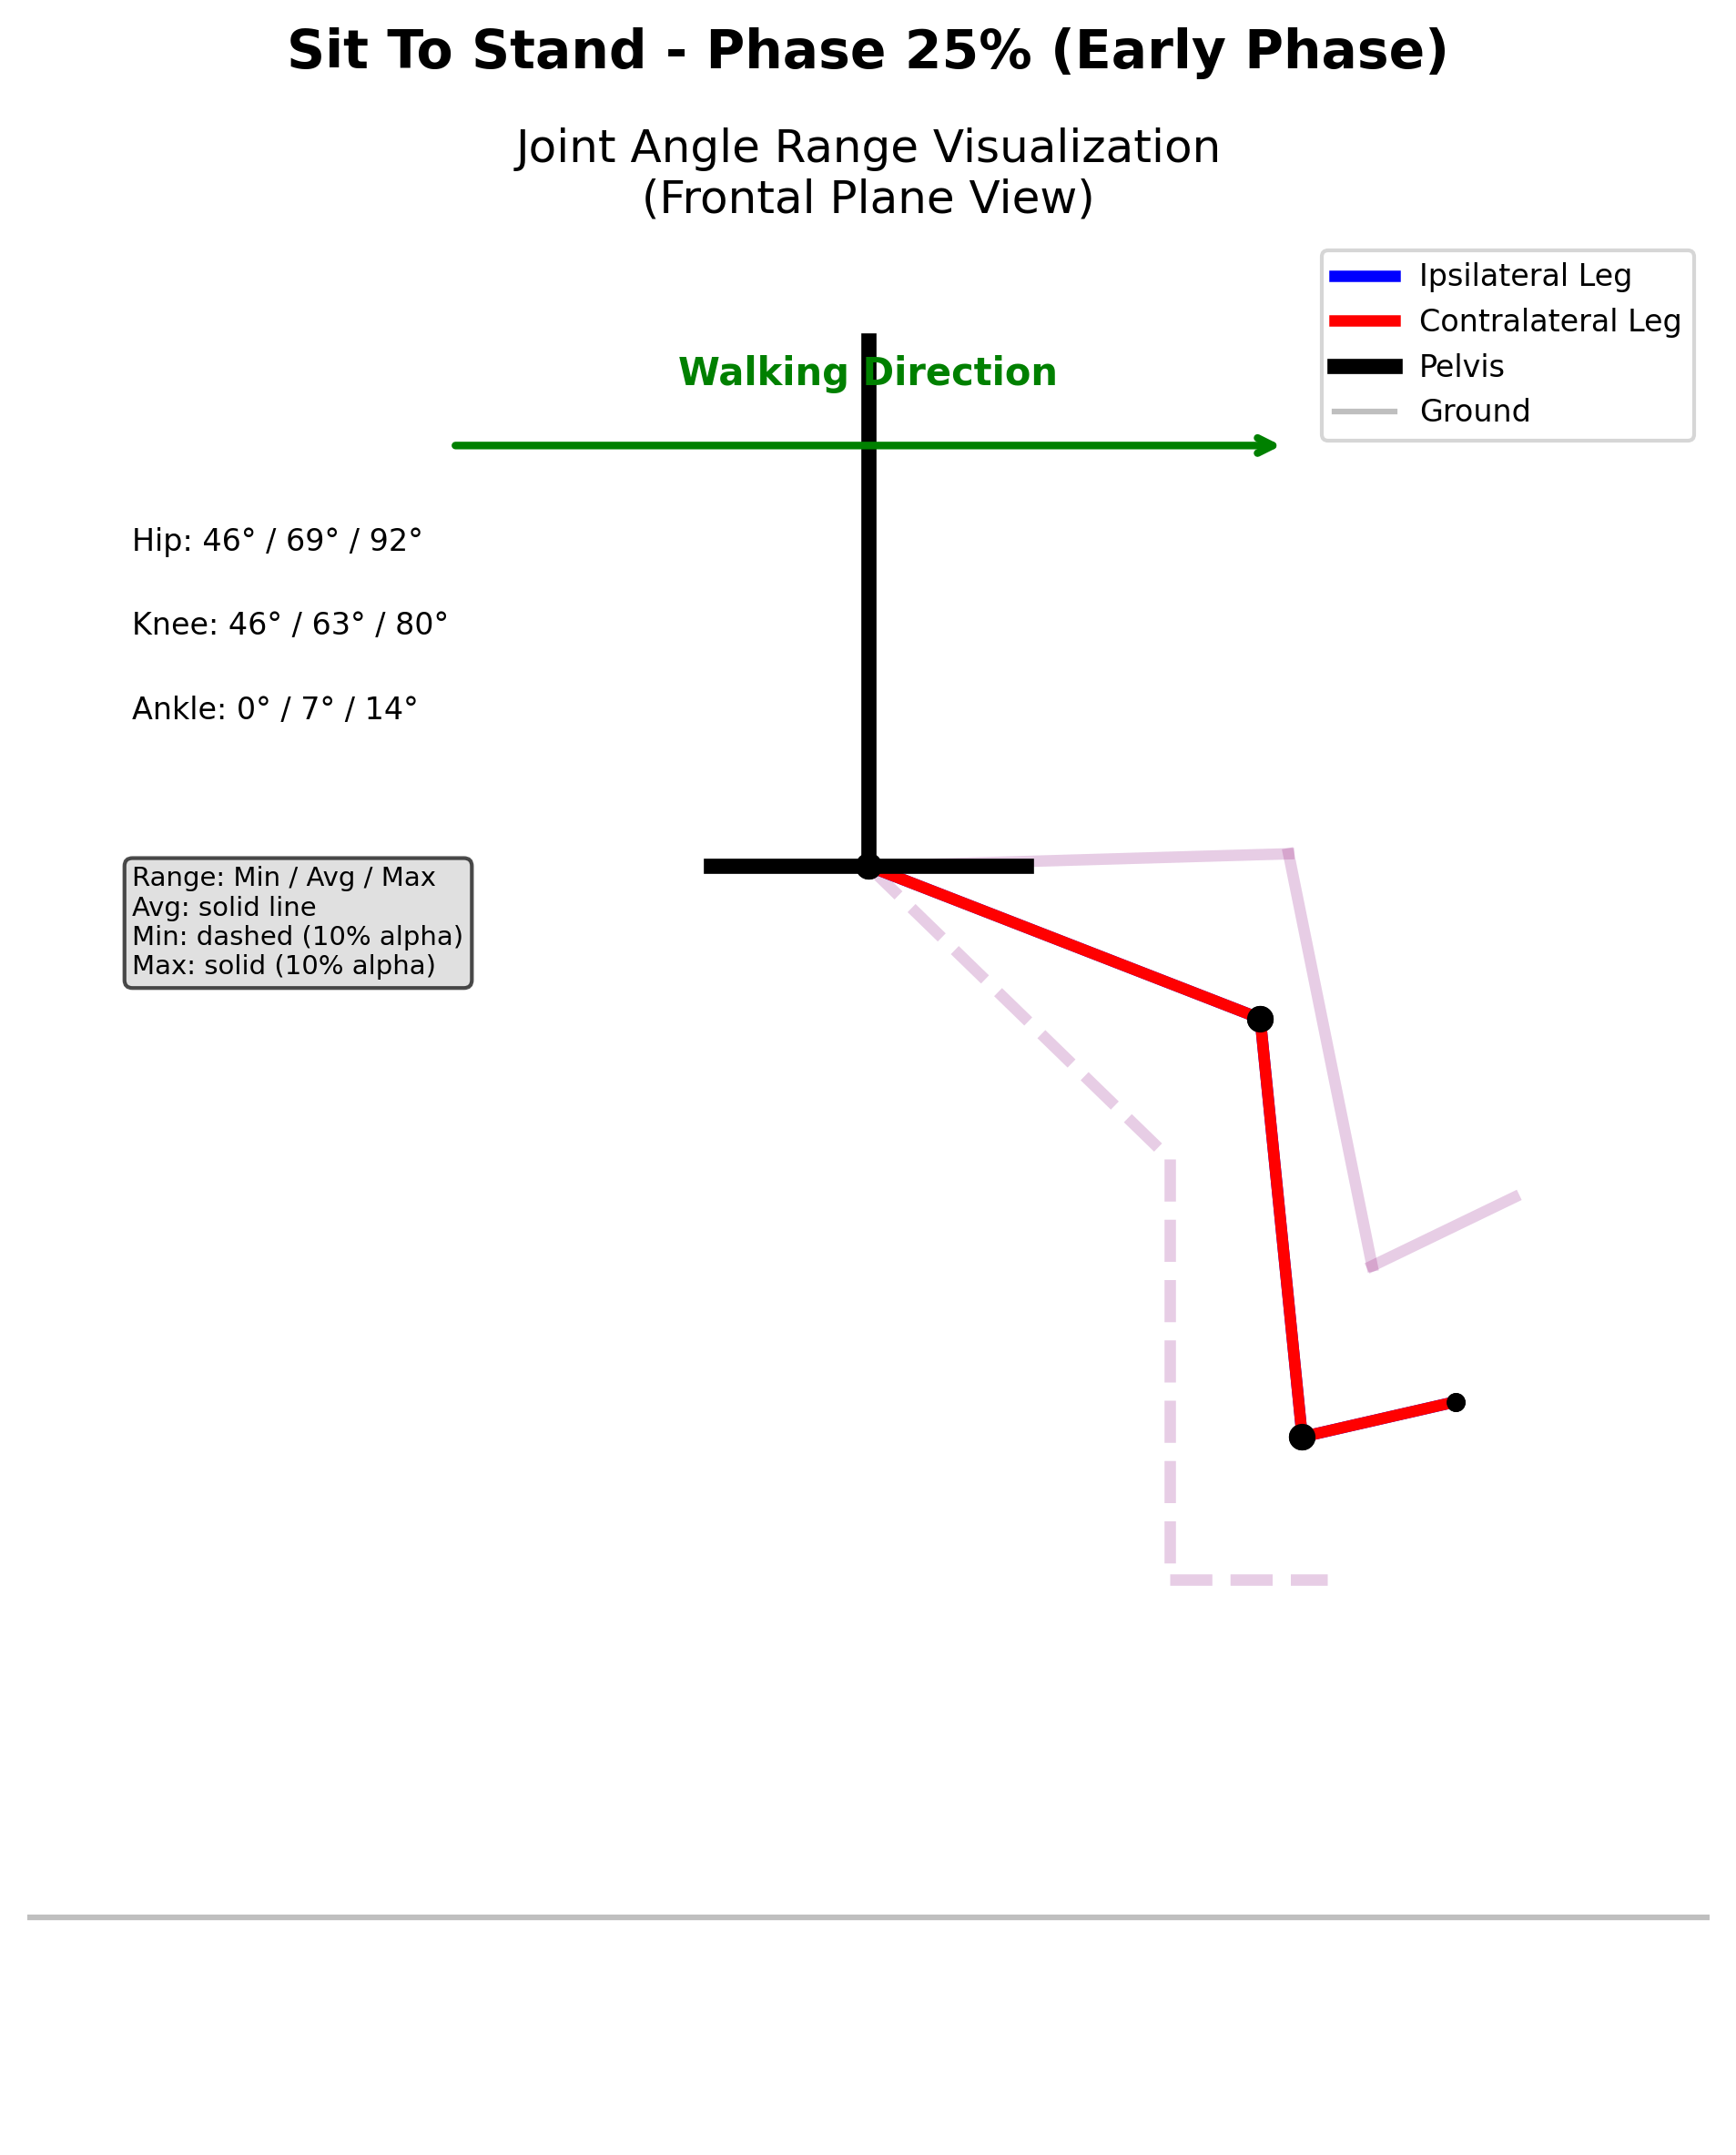 Sit To Stand - Phase 25% (Early Phase)
Joint Angle Range Visualization
(Frontal Plane View)
Ipsilateral Leg
Contralateral Leg
Pelvis
Ground
Walking Direction
Hip: 46° / 69° / 92°
Knee: 46° / 63° / 80°
Ankle: 0° / 7° / 14°
Range: Min / Avg / Max
Avg: solid line
Min: dashed (10% alpha)
Max: solid (10% alpha)